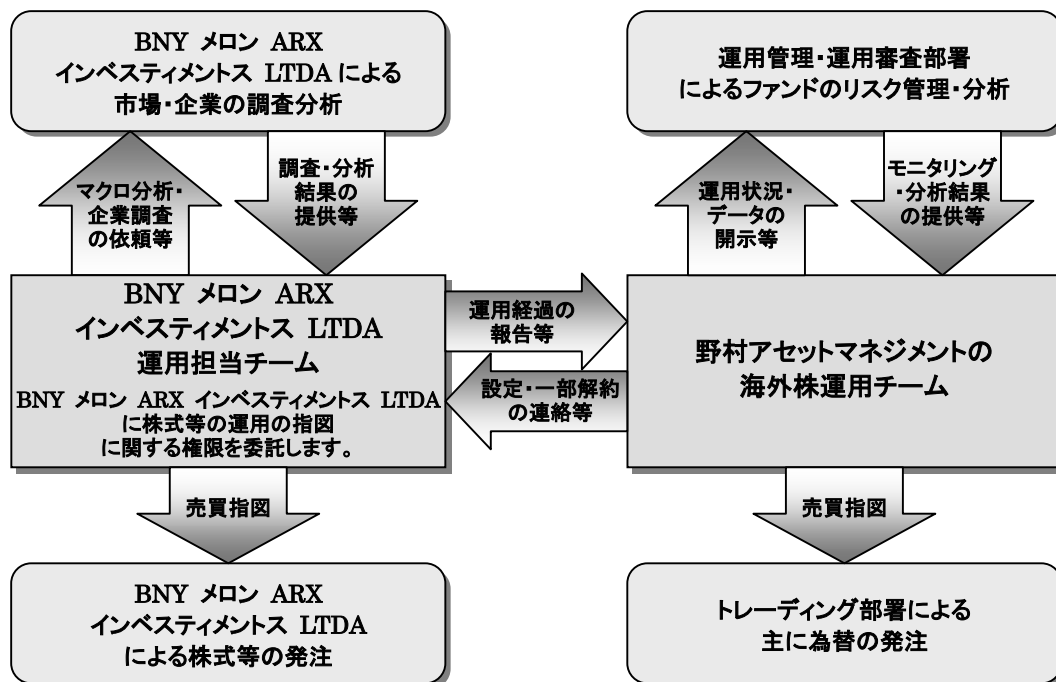 BNY メロン ARX
インベスティメントス LTDAによる
市場・企業の調査分析
運用管理・運用審査部署
によるファンドのリスク管理・分析
マクロ分析・
企業調査
の依頼等
調査・分析
結果の
提供等
運用状況・
データの
開示等
モニタリング
・分析結果
の提供等
BNY メロン ARX
インベスティメントス LTDA
運用担当チーム
BNY メロン ARX インベスティメントス LTDA
に株式等の運用の指図
に関する権限を委託します。
運用経過の
報告等
設定・一部解約
の連絡等
野村アセットマネジメントの
海外株運用チーム
売買指図
売買指図
BNY メロン ARX
インベスティメントス LTDA
による株式等の発注
トレーディング部署による
主に為替の発注